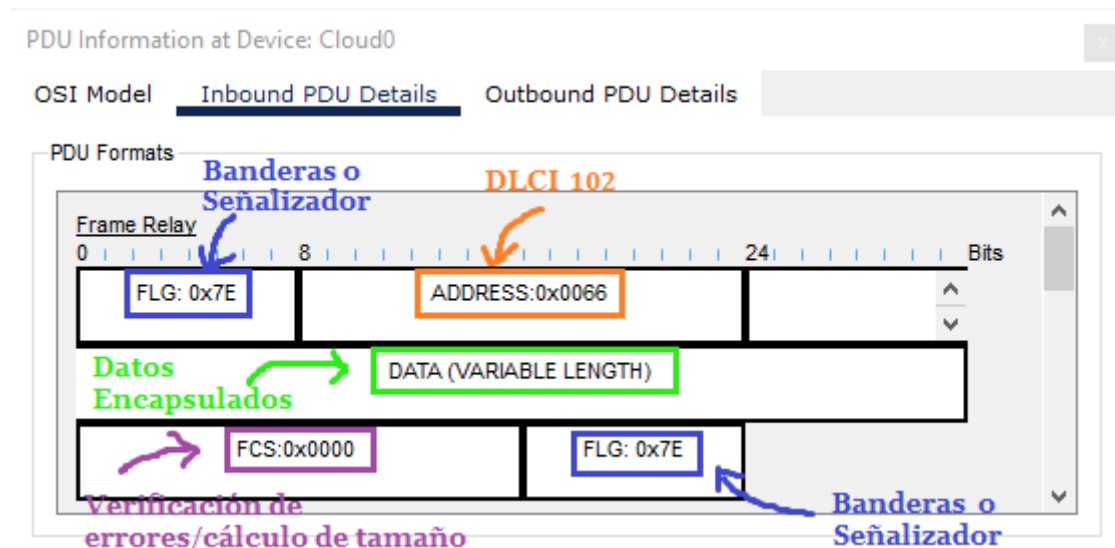 PDU Information at Device: Cloud0
x
OSI Model Inbound PDU Details Outbound PDU Details
PDU Formats
Banderas o
Señalizador
DLCI 102
Frame Relay
0 8 24 Bits
FLG: 0x7E ADDRESS:0x0066
Datos
Encapsulados
DATA (VARIABLE LENGTH)
FCS:0x0000 FLG: 0x7E
Verificación de
errores/cálculo de tamaño
Banderas o
Señalizador